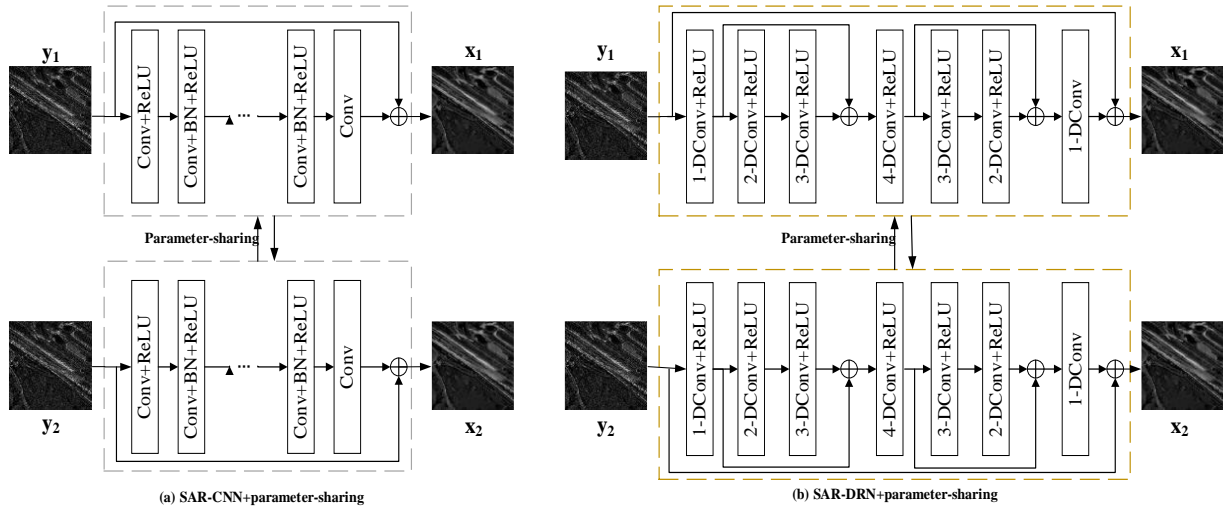 y1
Conv+ReLU
Conv+BN+ReLU
...
Conv+BN+ReLU
Conv
x1
Parameter-sharing
Conv+ReLU
Conv+BN+ReLU
...
Conv+BN+ReLU
Conv
y2
x2
(a) SAR-CNN+parameter-sharing
y1
1-DConv+ReLU
2-DConv+ReLU
3-DConv+ReLU
4-DConv+ReLU
3-DConv+ReLU
2-DConv+ReLU
1-DConv
x1
Parameter-sharing
1-DConv+ReLU
2-DConv+ReLU
3-DConv+ReLU
4-DConv+ReLU
3-DConv+ReLU
2-DConv+ReLU
1-DConv
y2
x2
(b) SAR-DRN+parameter-sharing